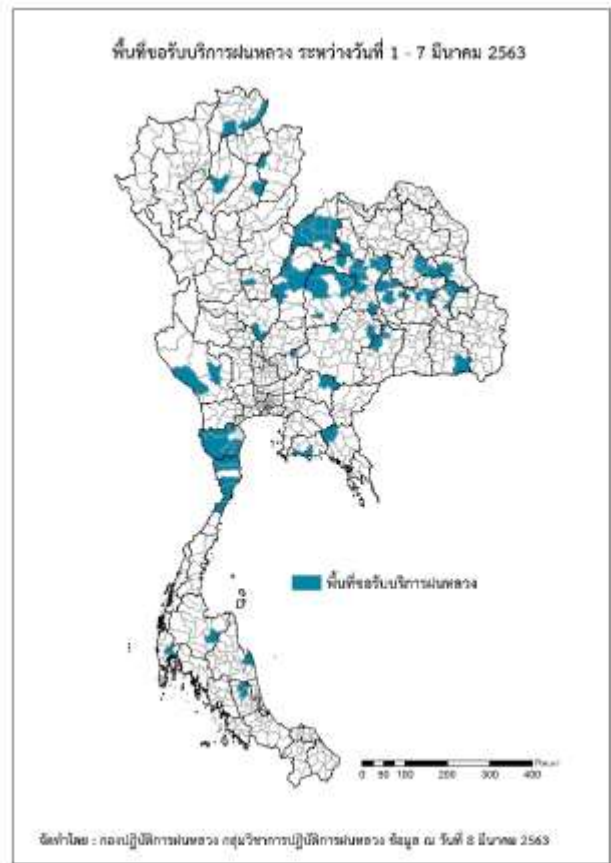 พื้นที่ขอรับบริการฝนหลวง ระหว่างวันที่ 1 - 7 มีนาคม 2563
พื้นที่ขอรับบริการฝนหลวง
0 50 100 200 300 400
จัดทำโดย : กองปฏิบัติการฝนหลวง กลุ่มวิชาการปฏิบัติการฝนหลวง ข้อมูล ณ วันที่ 8 มีนาคม 2563